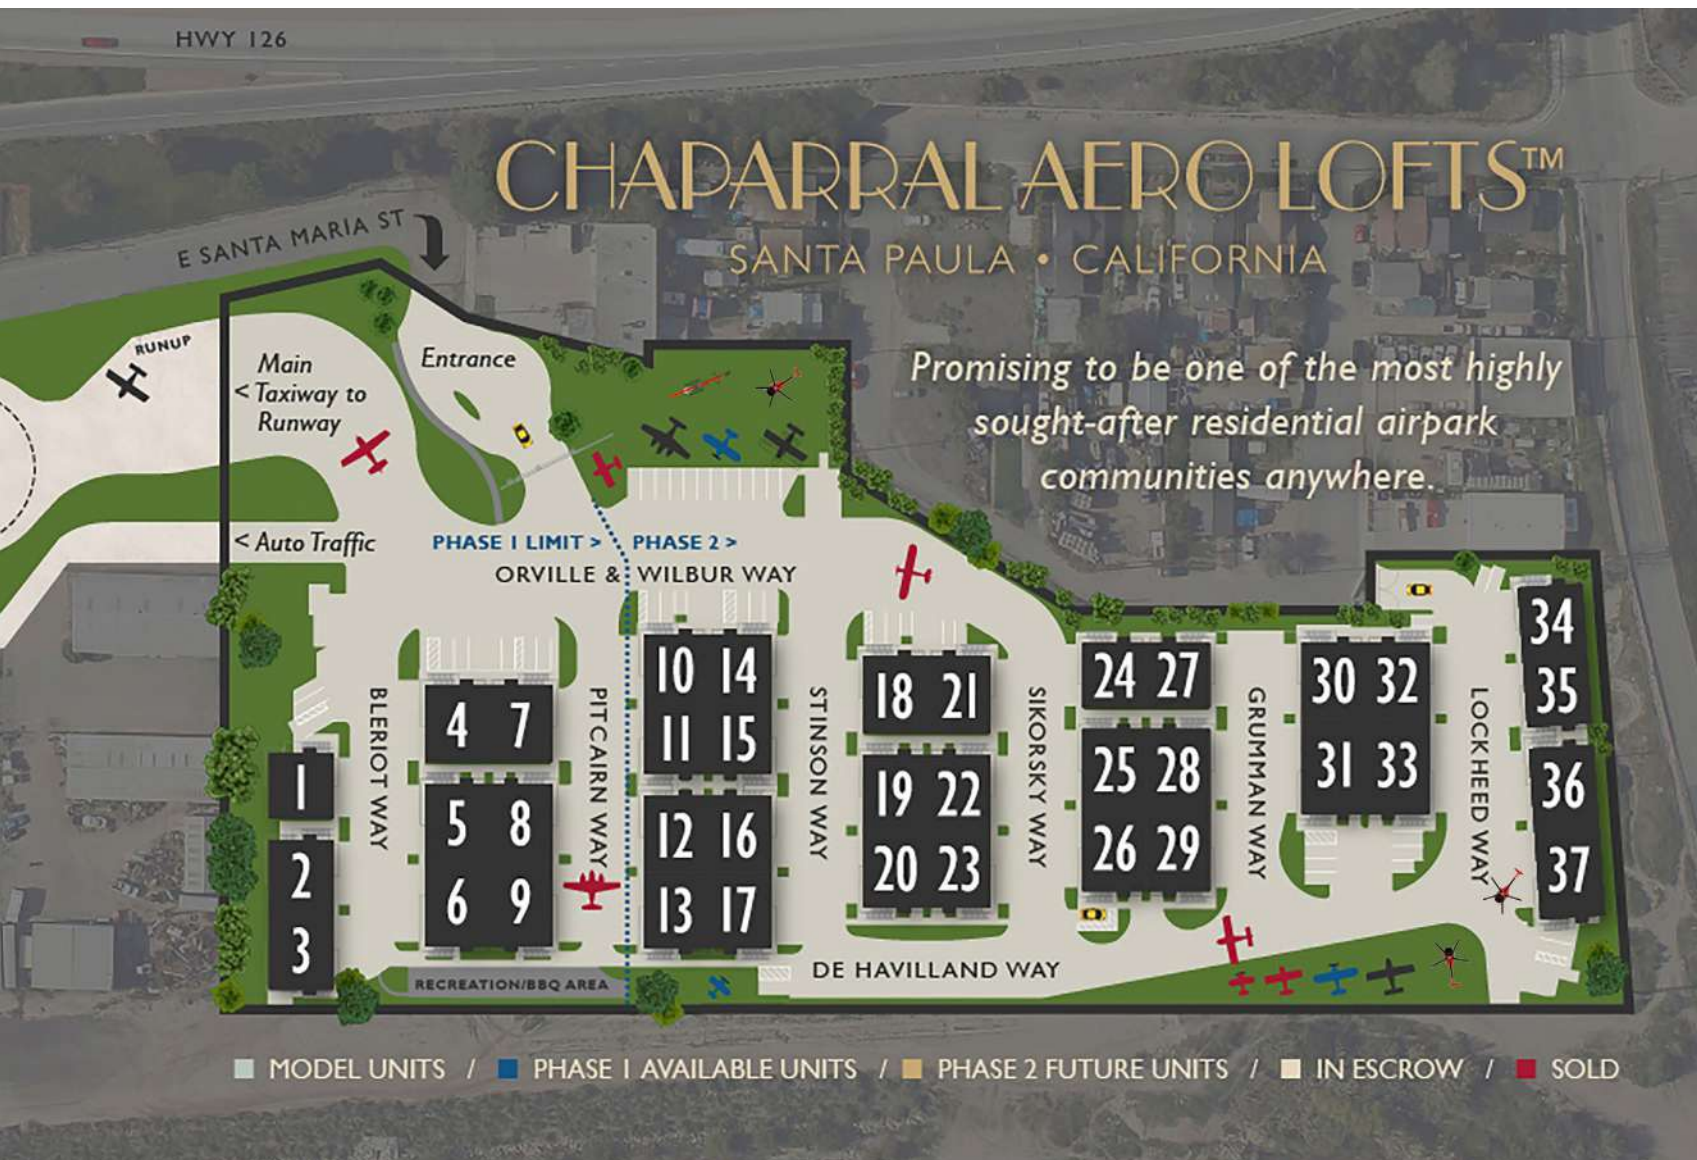 HWY 126
CHAPARRAL AERO LOFTS™
E SANTA MARIA ST
SANTA PAULA • CALIFORNIA
RUNUP
Main
< Taxiway to
Runway
Entrance
Promising to be one of the most highly
sought-after residential airpark
communities anywhere.
< Auto Traffic
PHASE 1 LIMIT >
PHASE 2 >
ORVILLE & WILBUR WAY
BLERIOT WAY
PITCAIRN WAY
STINSON WAY
SIKORSKY WAY
GRUMMAN WAY
LOCKHEED WAY
1
2
3
4 7
5 8
6 9
10 14
11 15
12 16
13 17
18 21
19 22
20 23
24 27
25 28
26 29
30 32
31 33
34
35
36
37
DE HAVILLAND WAY
RECREATION/BBQ AREA
MODEL UNITS / PHASE 1 AVAILABLE UNITS / PHASE 2 FUTURE UNITS / IN ESCROW / SOLD